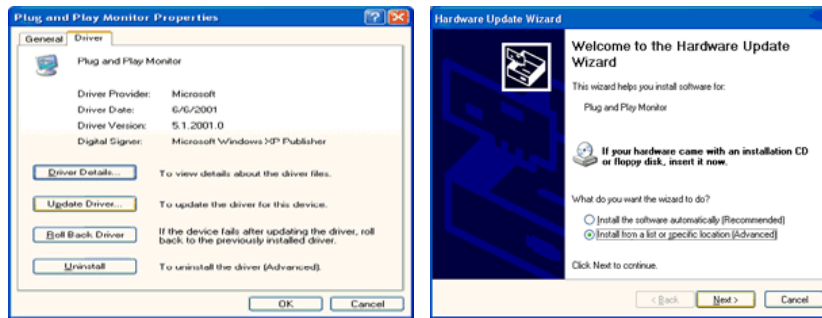 Plug and Play Monitor Properties
General
Driver
Plug and Play Monitor
Driver Provider: Microsoft
Driver Date: 6/6/2001
Driver Version: 5.1.2001.0
Digital Signer: Microsoft Windows XP Publisher
Driver Details...
To view details about the driver files.
Update Driver...
To update the driver for this device.
Roll Back Driver
If the device fails after updating the driver, roll
back to the previously installed driver.
Uninstall
To uninstall the driver (Advanced).
OK
Cancel
Hardware Update Wizard
Welcome to the Hardware Update
Wizard
This wizard helps you install software for:
Plug and Play Monitor
If your hardware came with an installation CD
or floppy disk, insert it now.
What do you want the wizard to do?
Install the software automatically (Recommended)
Install from a list or specific location (Advanced)
Click Next to continue.
< Back
Next >
Cancel